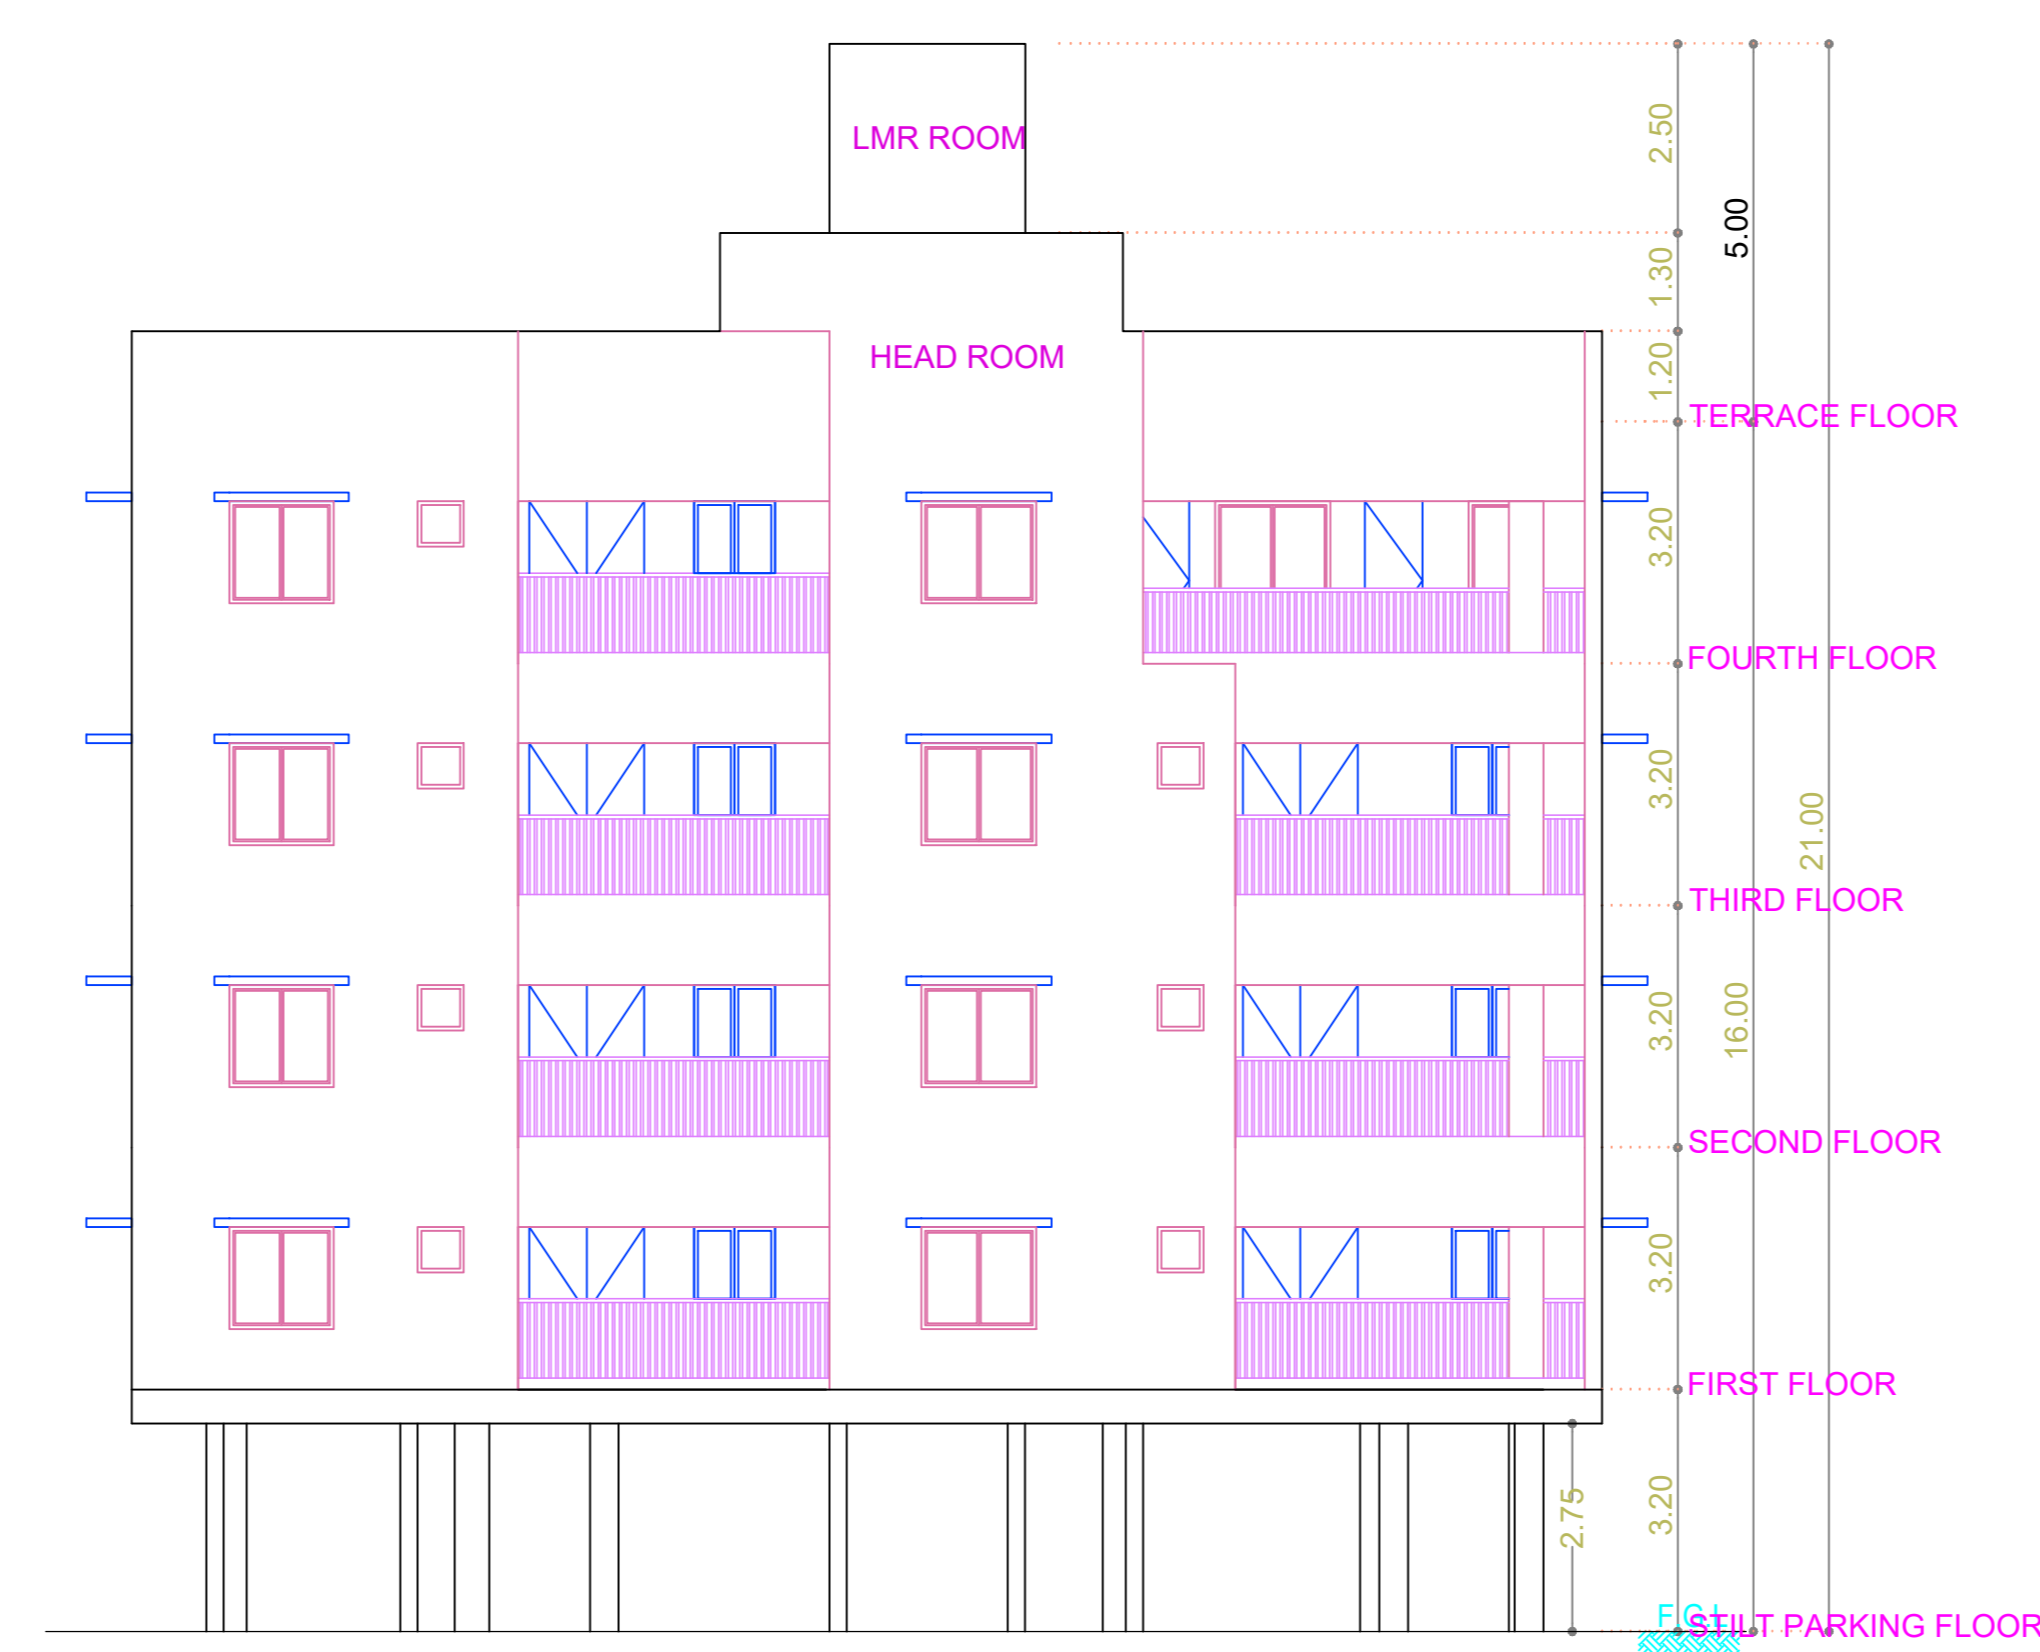 LMR ROOM
2.50
5.00
1.30
HEAD ROOM
1.20
TERRACE FLOOR
3.20
FOURTH FLOOR
3.20
21.00
THIRD FLOOR
3.20
16.00
SECOND FLOOR
3.20
FIRST FLOOR
2.75
3.20
F.G.L
STILT PARKING FLOOR